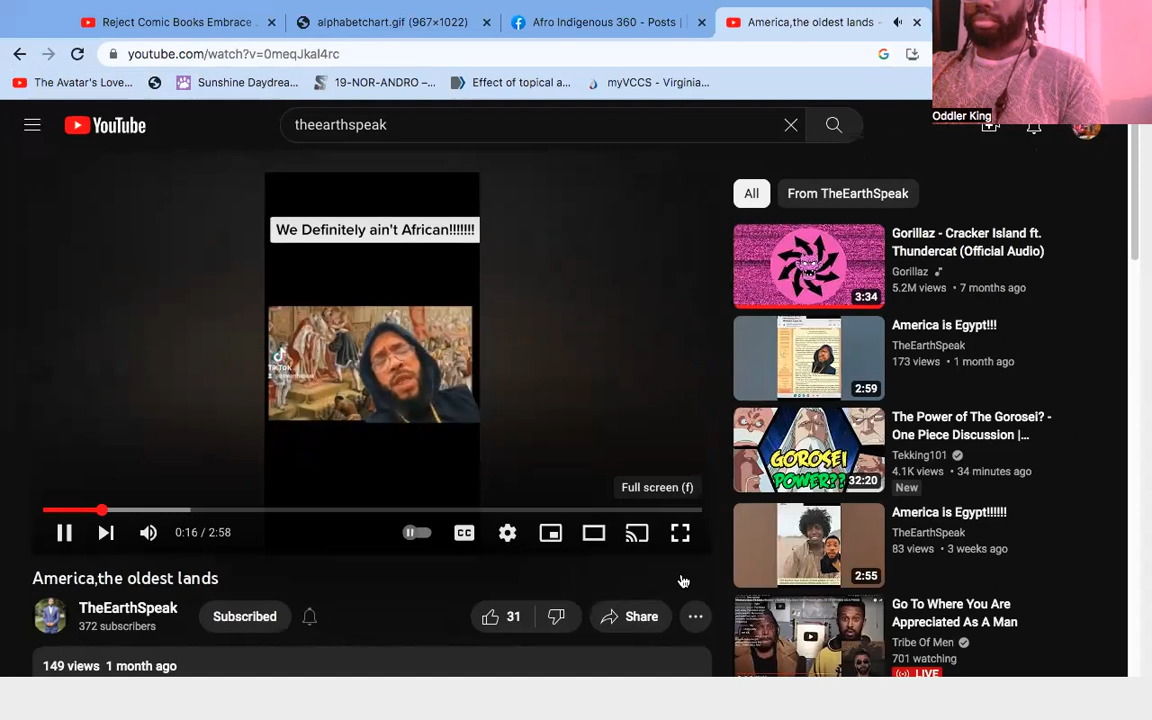 Reject Comic Books Embrace
alphabetchart.gif (967×1022)
Afro Indigenous 360 - Posts |
America,the oldest lands -
youtube.com/watch?v=0meqJkaI4rc
The Avatar's Love...
Sunshine Daydrea...
19-NOR-ANDRO –...
Effect of topical a...
myVCCS - Virginia...
Oddler King
YouTube
theearthspeak
We Definitely ain't African!!!!!!!
TikTok
Full screen (f)
0:16 / 2:58
CC
America,the oldest lands
TheEarthSpeak
372 subscribers
Subscribed
31
Share
149 views 1 month ago
All
From TheEarthSpeak
Gorillaz - Cracker Island ft.
Thundercat (Official Audio)
Gorillaz
5.2M views • 7 months ago
3:34
America is Egypt!!!
TheEarthSpeak
173 views • 1 month ago
2:59
The Power of The Gorosei? -
One Piece Discussion |...
Tekking101
4.1K views • 34 minutes ago
New
GOROSEI
POWER??
32:20
America is Egypt!!!!!!
TheEarthSpeak
83 views • 3 weeks ago
2:55
Go To Where You Are
Appreciated As A Man
Tribe Of Men
701 watching
LIVE